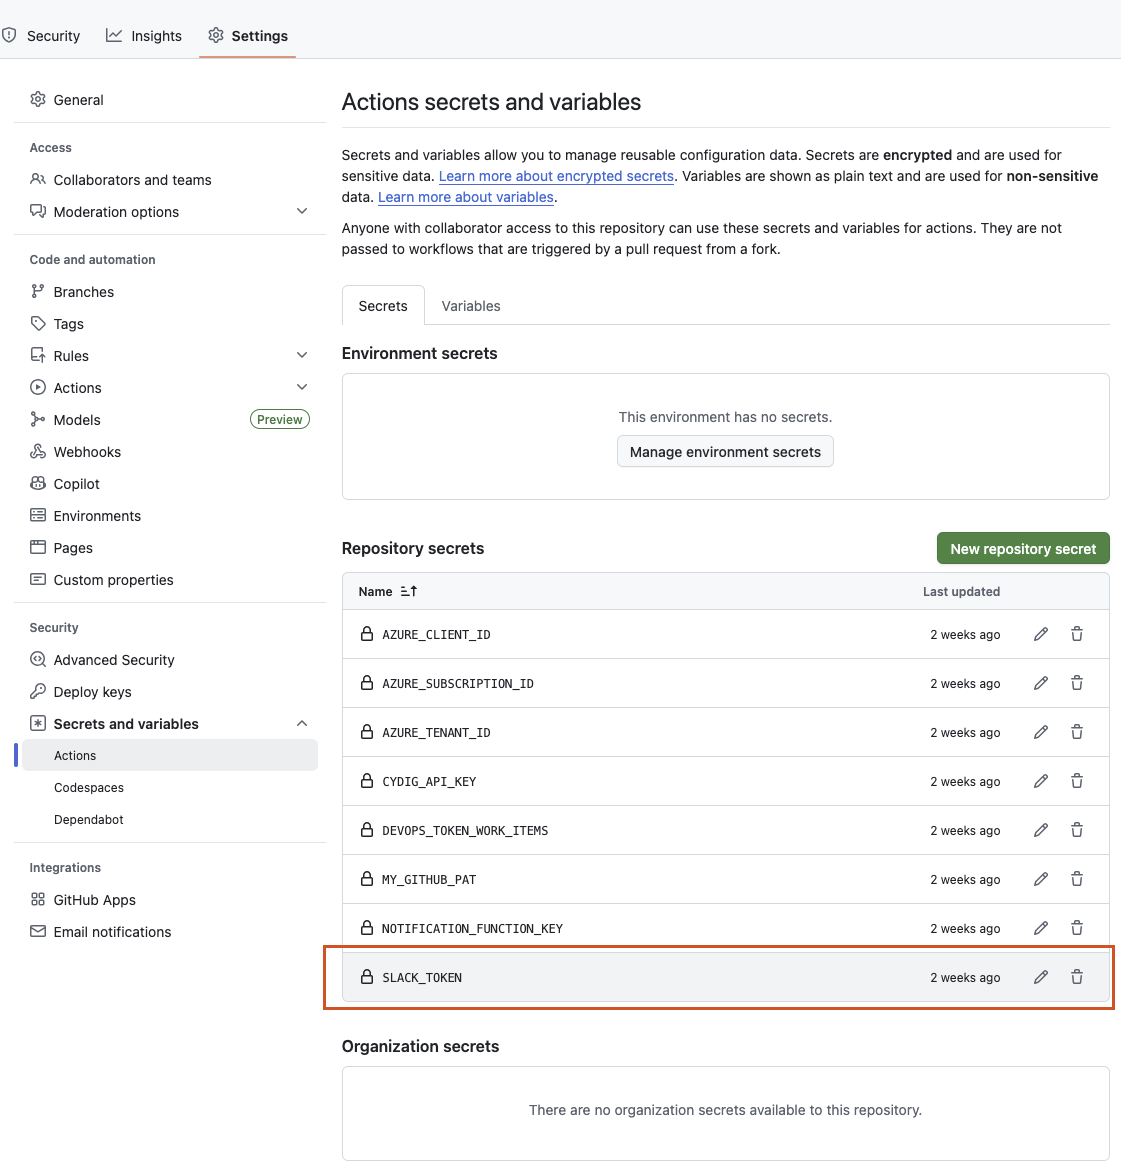 Security
Insights
Settings
General
Access
Collaborators and teams
Moderation options
Code and automation
Branches
Tags
Rules
Actions
Models
Preview
Webhooks
Copilot
Environments
Pages
Custom properties
Security
Advanced Security
Deploy keys
Secrets and variables
Actions
Codespaces
Dependabot
Integrations
GitHub Apps
Email notifications
Actions secrets and variables
Secrets and variables allow you to manage reusable configuration data. Secrets are encrypted and are used for
sensitive data. Learn more about encrypted secrets. Variables are shown as plain text and are used for non-sensitive
data. Learn more about variables.
Anyone with collaborator access to this repository can use these secrets and variables for actions. They are not
passed to workflows that are triggered by a pull request from a fork.
Secrets
Variables
Environment secrets
This environment has no secrets.
Manage environment secrets
Repository secrets
New repository secret
Name
Last updated
AZURE_CLIENT_ID
2 weeks ago
AZURE_SUBSCRIPTION_ID
2 weeks ago
AZURE_TENANT_ID
2 weeks ago
CYDIG_API_KEY
2 weeks ago
DEVOPS_TOKEN_WORK_ITEMS
2 weeks ago
MY_GITHUB_PAT
2 weeks ago
NOTIFICATION_FUNCTION_KEY
2 weeks ago
SLACK_TOKEN
2 weeks ago
Organization secrets
There are no organization secrets available to this repository.